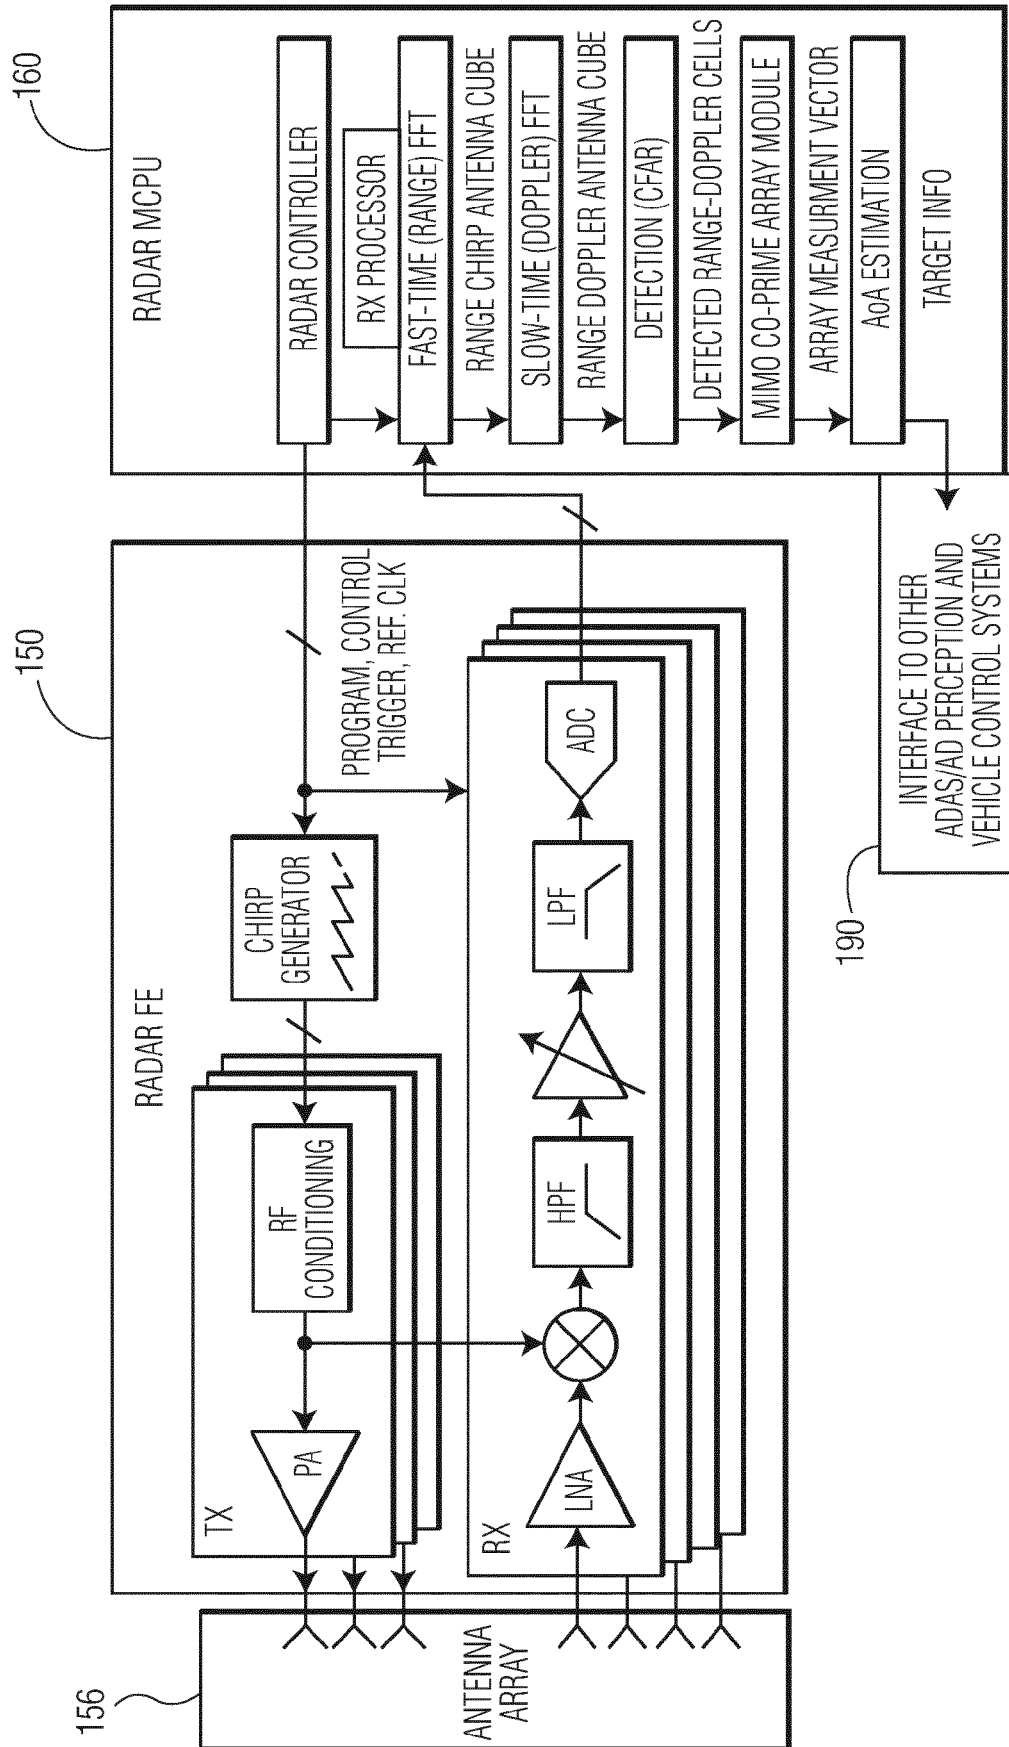 156
ANTENNA
ARRAY
150
RADAR FE
TX
PA
RF
CONDITIONING
CHIRP
GENERATOR
PROGRAM, CONTROL
TRIGGER, REF. CLK
RX
LNA
HPF
LPF
ADC
160
RADAR MCPU
RADAR CONTROLLER
RX PROCESSOR
FAST-TIME (RANGE) FFT
RANGE CHIRP ANTENNA CUBE
SLOW-TIME (DOPPLER) FFT
RANGE DOPPLER ANTENNA CUBE
DETECTION (CFAR)
DETECTED RANGE-DOPPLER CELLS
MIMO CO-PRIME ARRAY MODULE
ARRAY MEASURMENT VECTOR
AoA ESTIMATION
TARGET INFO
190
INTERFACE TO OTHER
ADAS/AD PERCEPTION AND
VEHICLE CONTROL SYSTEMS